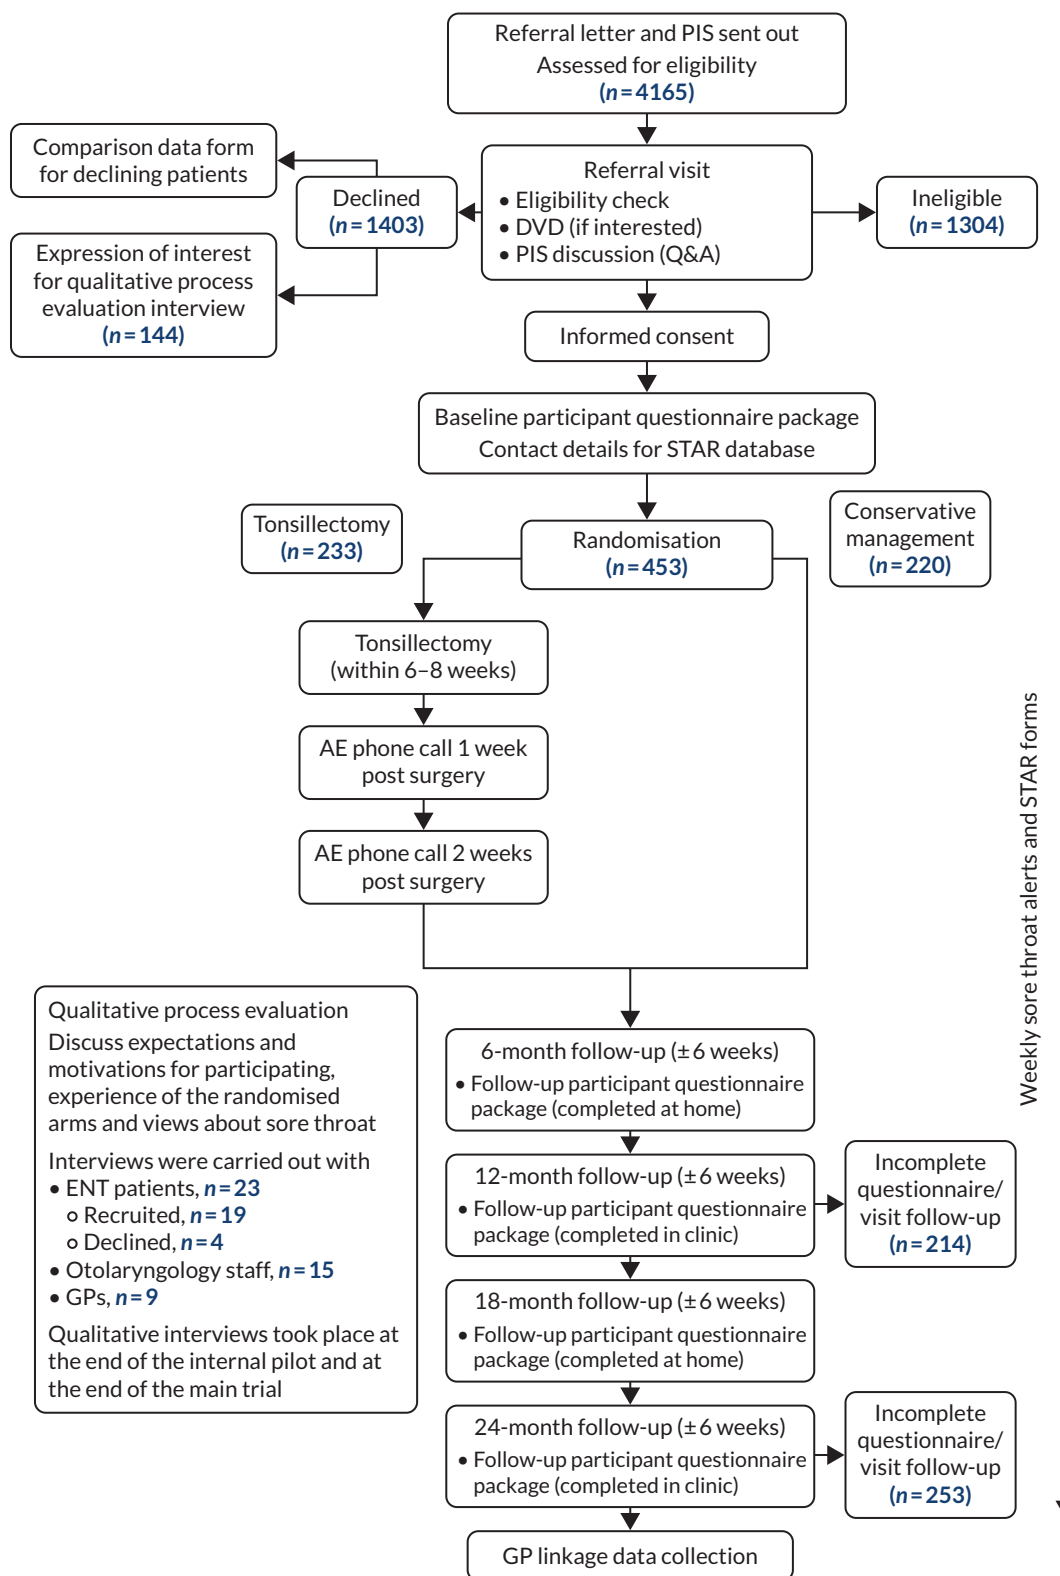 Referral letter and PIS sent out
Assessed for eligibility
(n=4165)
Comparison data form
for declining patients
Declined
(n=1403)
Referral visit
• Eligibility check
• DVD (if interested)
• PIS discussion (Q&A)
Ineligible
(n=1304)
Expression of interest
for qualitative process
evaluation interview
(n=144)
Informed consent
Baseline participant questionnaire package
Contact details for STAR database
Tonsillectomy
(n=233)
Randomisation
(n=453)
Conservative
management
(n=220)
Tonsillectomy
(within 6–8 weeks)
AE phone call 1 week
post surgery
AE phone call 2 weeks
post surgery
Weekly sore throat alerts and STAR forms
Qualitative process evaluation
Discuss expectations and
motivations for participating,
experience of the randomised
arms and views about sore throat
Interviews were carried out with
• ENT patients, n=23
Recruited, n=19
Declined, n=4
• Otolaryngology staff, n=15
• GPs, n=9
Qualitative interviews took place at
the end of the internal pilot and at
the end of the main trial
6-month follow-up (±6 weeks)
• Follow-up participant questionnaire
package (completed at home)
12-month follow-up (±6 weeks)
• Follow-up participant questionnaire
package (completed in clinic)
Incomplete
questionnaire/
visit follow-up
(n=214)
18-month follow-up (±6 weeks)
• Follow-up participant questionnaire
package (completed at home)
24-month follow-up (±6 weeks)
• Follow-up participant questionnaire
package (completed in clinic)
Incomplete
questionnaire/
visit follow-up
(n=253)
GP linkage data collection